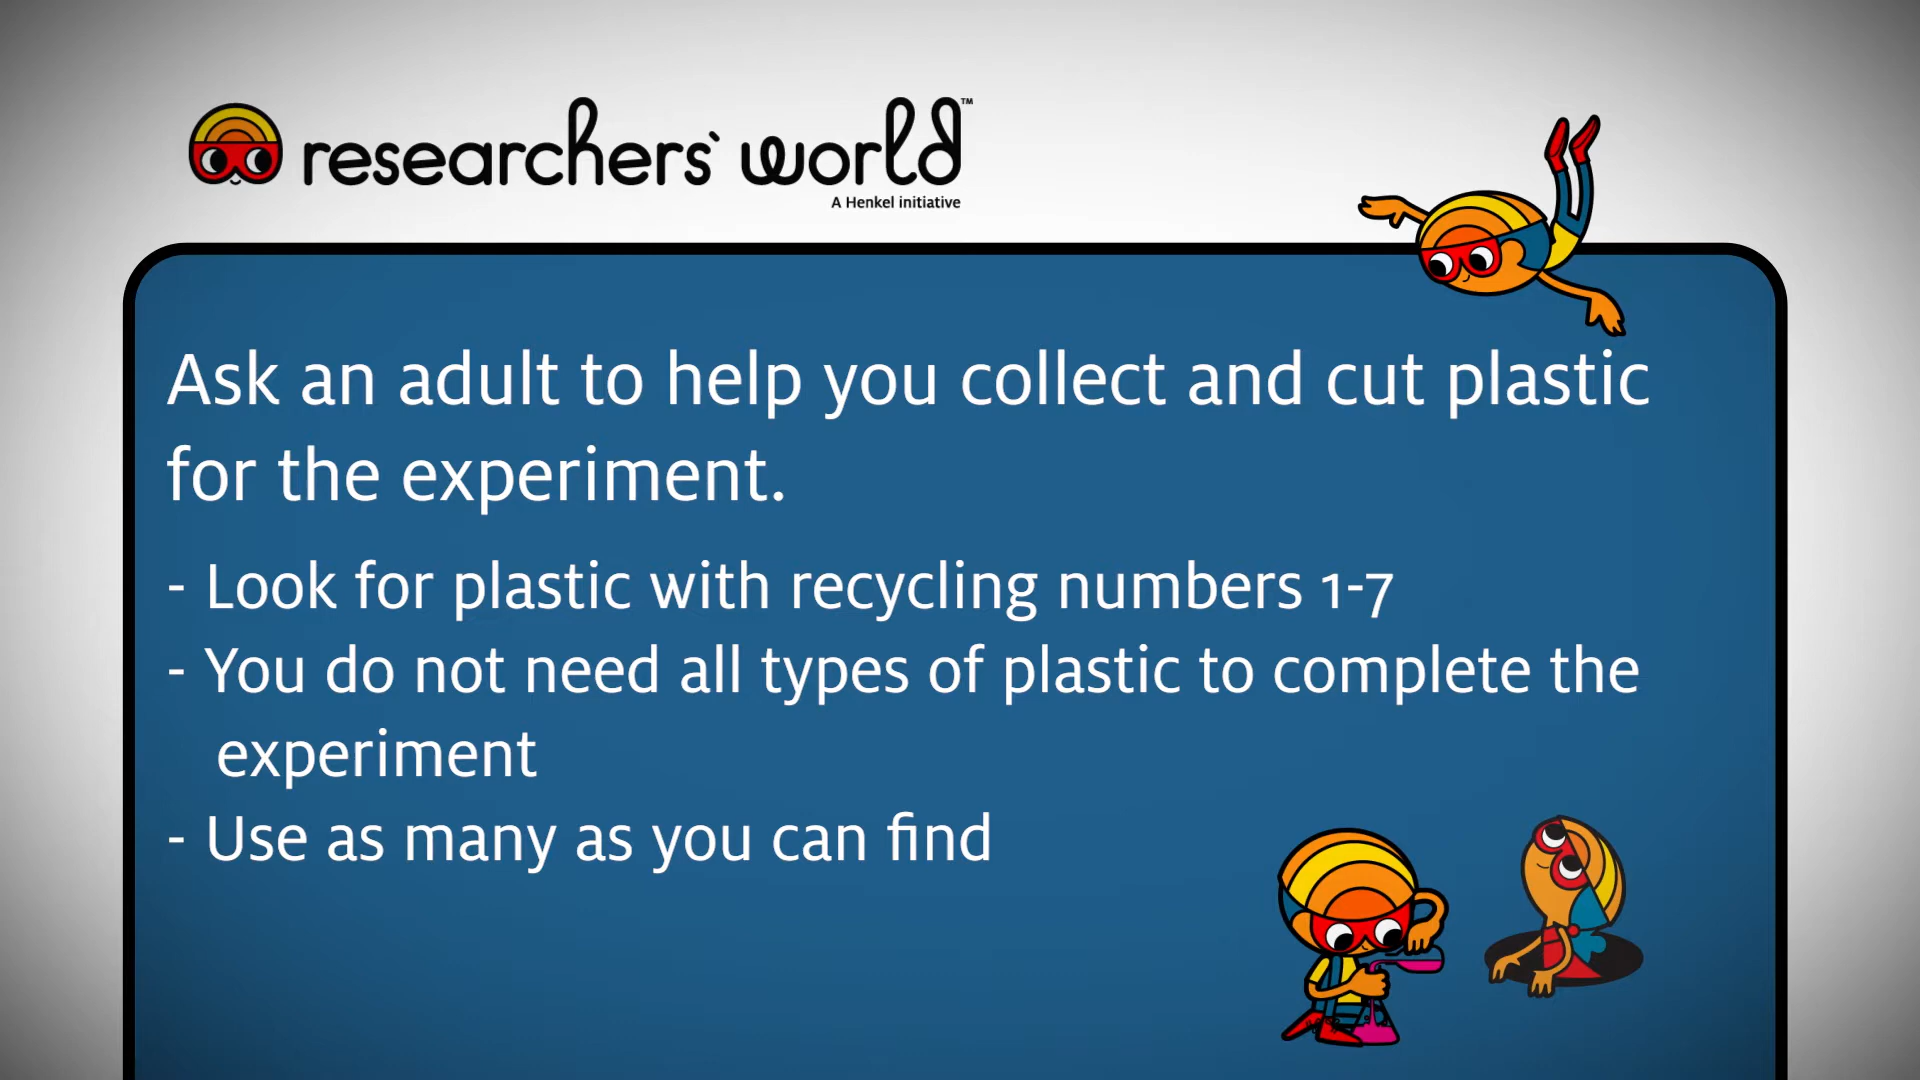 researchers` world™
A Henkel initiative
Ask an adult to help you collect and cut plastic
for the experiment.
- Look for plastic with recycling numbers 1-7
- You do not need all types of plastic to complete the
experiment
- Use as many as you can find